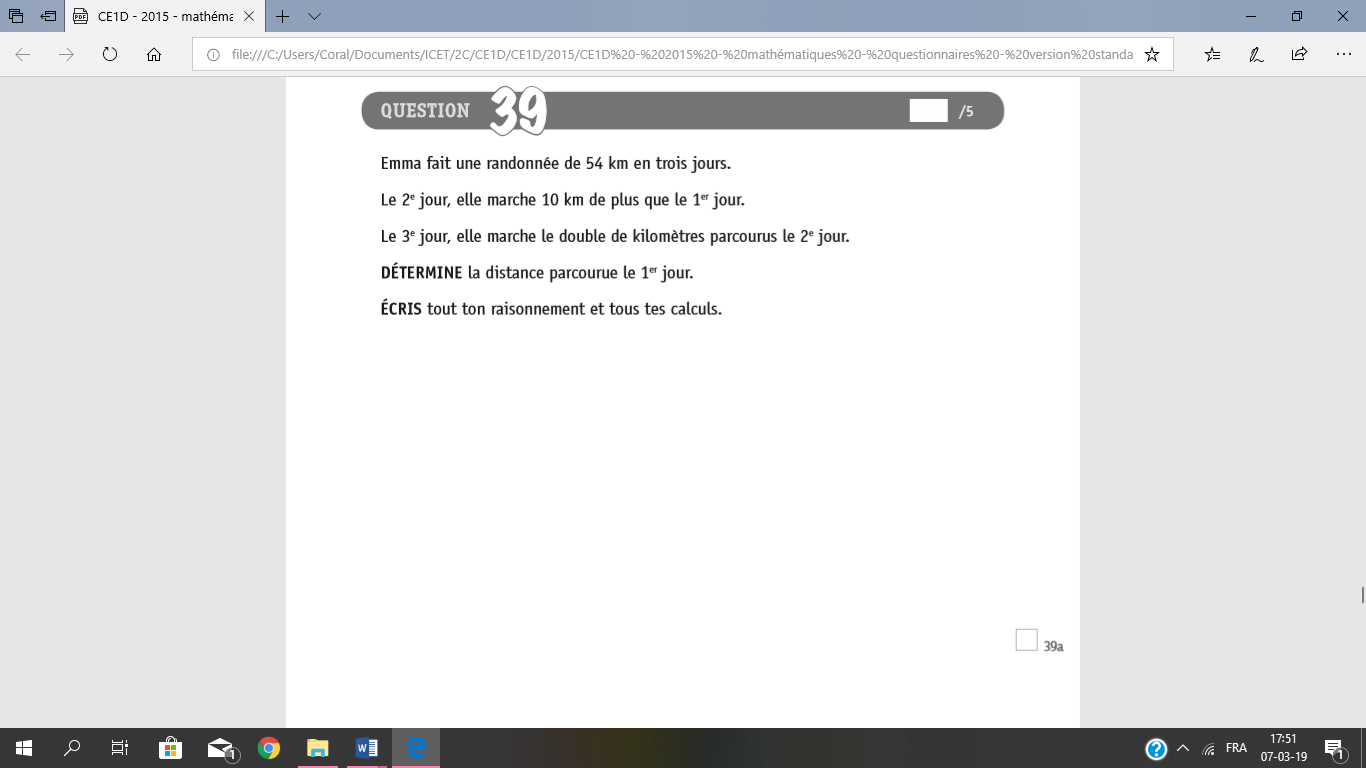 CE1D - 2015 - mathéma
file:///C:/Users/Coral/Documents/ICET/2C/CE1D/CE1D/2015/CE1D%20-%202015%20-%20mathématiques%20-%20questionnaires%20-%20version%20standa
QUESTION 39 /5
Emma fait une randonnée de 54 km en trois jours.
Le 2e jour, elle marche 10 km de plus que le 1er jour.
Le 3e jour, elle marche le double de kilomètres parcourus le 2e jour.
DÉTERMINE la distance parcourue le 1er jour.
ÉCRIS tout ton raisonnement et tous tes calculs.
39a
1
FRA
17:51
07-03-19
1